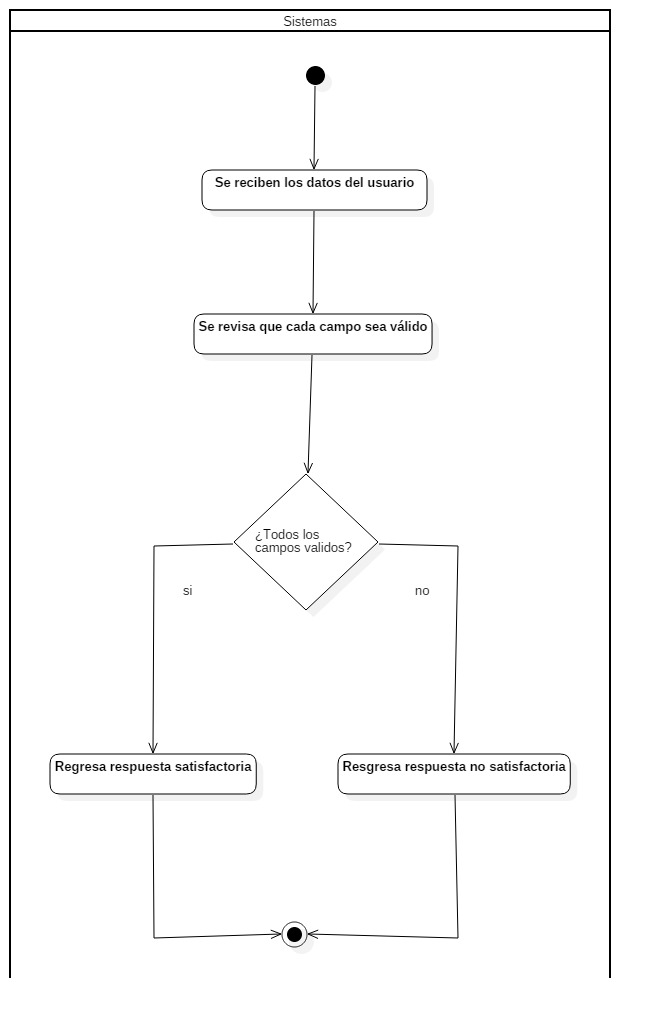 Sistemas
Se reciben los datos del usuario
Se revisa que cada campo sea válido
¿Todos los
campos validos?
si
no
Regresa respuesta satisfactoria
Resgresa respuesta no satisfactoria